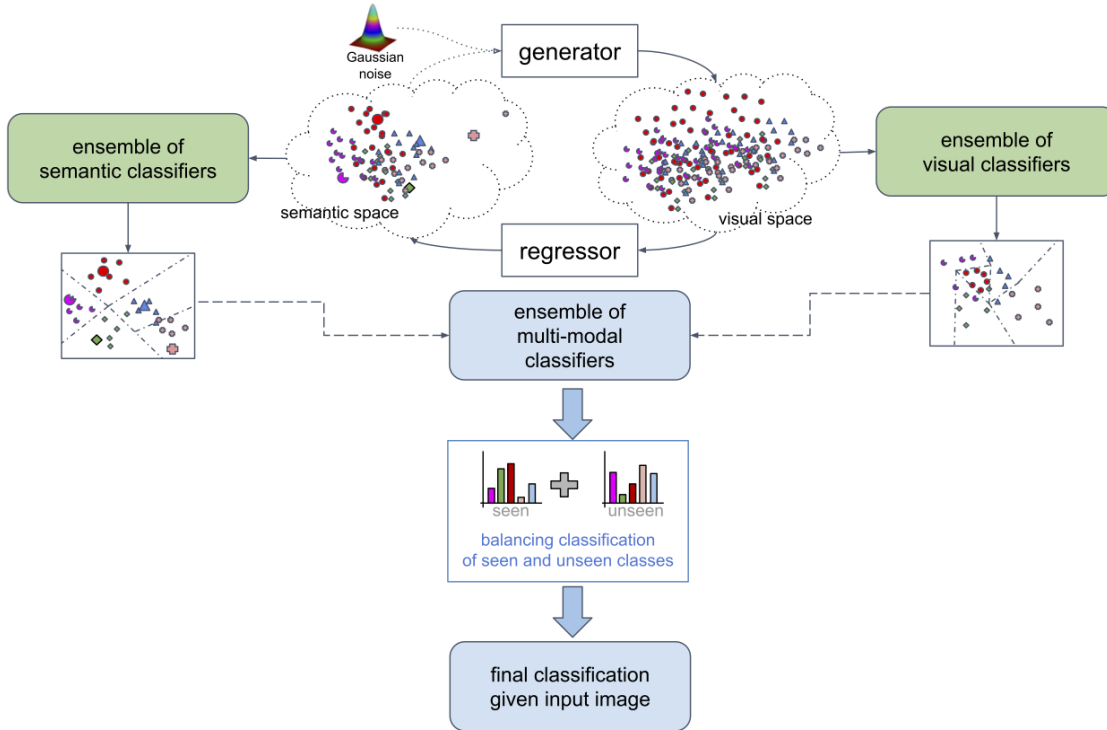 generator
Gaussian
noise
ensemble of
semantic classifiers
ensemble of
visual classifiers
semantic space
visual space
regressor
ensemble of
multi-modal
classifiers
seen
unseen
balancing classification
of seen and unseen classes
final classification
given input image